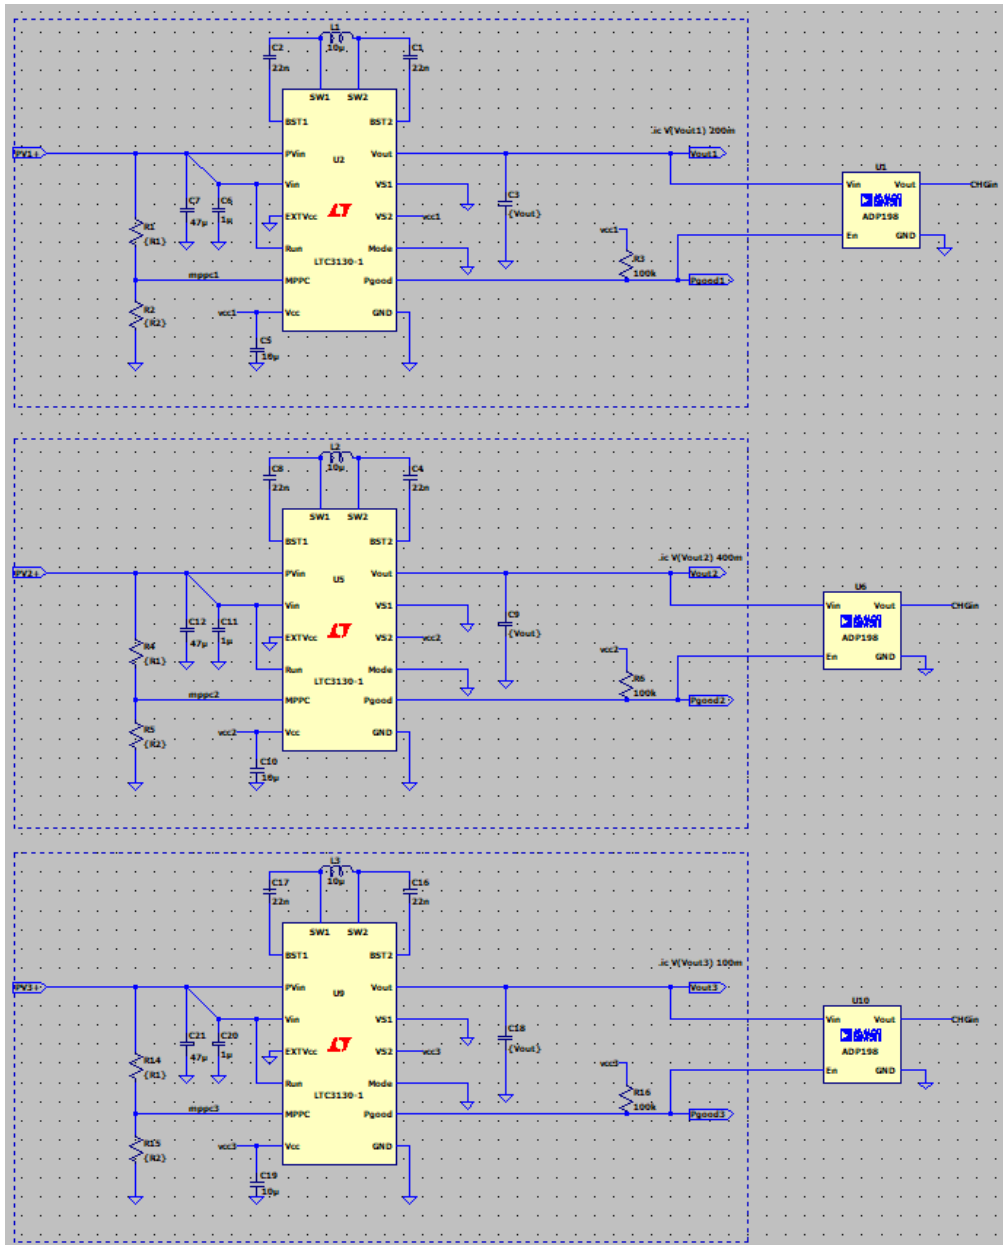 L1
10µ
C2
22n
C1
22n
SW1 SW2
BST1 BST2
.ic V(Vout1) 200m
PV1+ PVin U2 Vout Vout1
U1
Vin Vout CHGin
ADP198
En GND
C7
47µ
C6
1µ
Vin VS1
C3
{Vout}
EXTVcc VS2 vcc1
R1
{R1}
vcc1
Run Mode
LTC3130-1
R3
100k
mppc1 MPPC Pgood Pgood1
R2
{R2}
vcc1 Vcc GND
C5
10µ
L2
10µ
C8
22n
C4
22n
SW1 SW2
BST1 BST2
.ic V(Vout2) 400m
PV2+ PVin U5 Vout Vout2
U6
Vin Vout CHGin
ADP198
En GND
C12
47µ
C11
1µ
Vin VS1
C9
{Vout}
EXTVcc VS2 vcc2
R4
{R1}
vcc2
Run Mode
LTC3130-1
R6
100k
mppc2 MPPC Pgood Pgood2
R5
{R2}
vcc2 Vcc GND
C10
10µ
L3
10µ
C17
22n
C16
22n
SW1 SW2
BST1 BST2
.ic V(Vout3) 100m
PV3+ PVin U9 Vout Vout3
U10
Vin Vout CHGin
ADP198
En GND
C21
47µ
C20
1µ
Vin VS1
C18
{Vout}
EXTVcc VS2 vcc3
R14
{R1}
vcc3
Run Mode
LTC3130-1
R16
100k
mppc3 MPPC Pgood Pgood3
R15
{R2}
vcc3 Vcc GND
C19
10µ